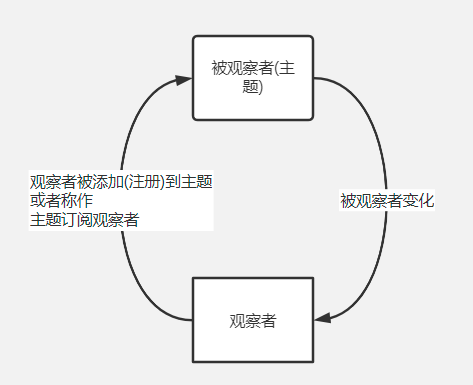 被观察者(主
题)
观察者被添加(注册)到主题
或者称作
主题订阅观察者
被观察者变化
观察者